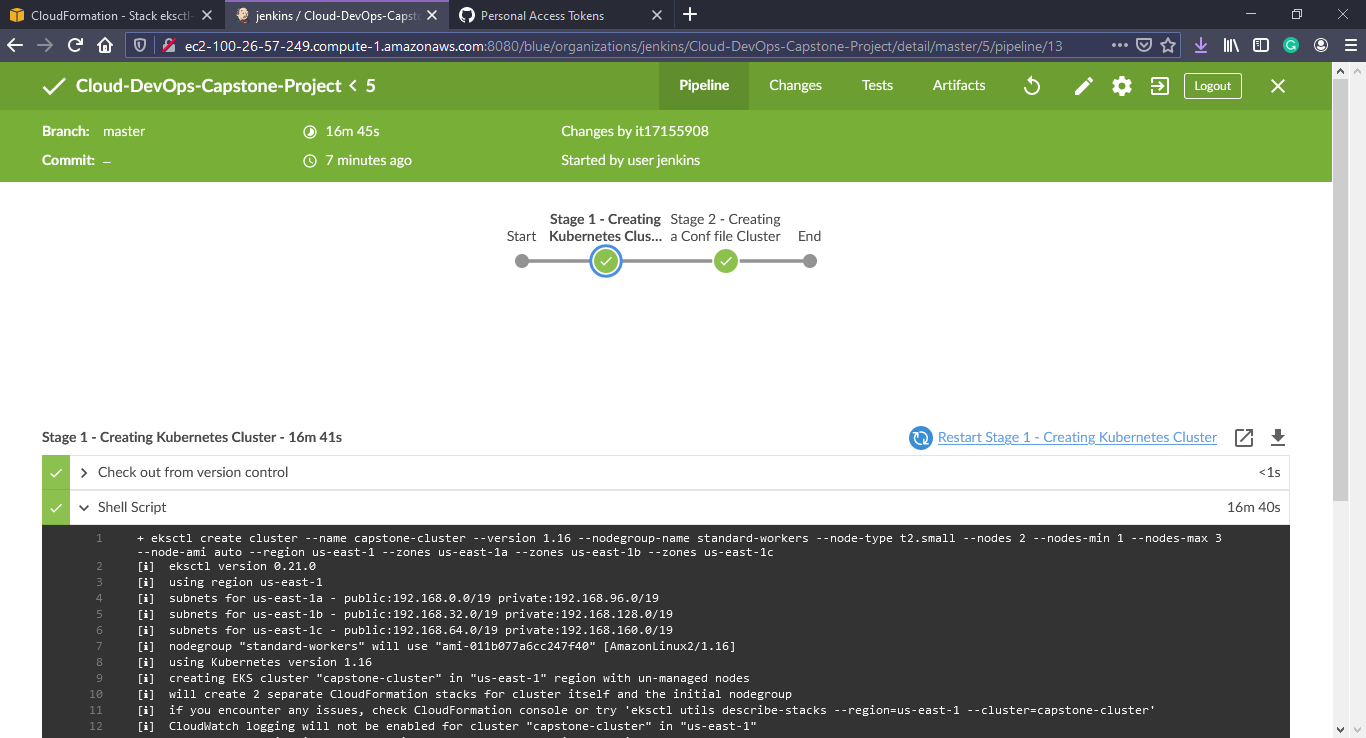 CloudFormation - Stack eksctl-
jenkins / Cloud-DevOps-Capst
Personal Access Tokens
ec2-100-26-57-249.compute-1.amazonaws.com:8080/blue/organizations/jenkins/Cloud-DevOps-Capstone-Project/detail/master/5/pipeline/13
Cloud-DevOps-Capstone-Project < 5
Pipeline
Changes
Tests
Artifacts
Logout
Branch: master
16m 45s
Changes by it17155908
Commit: –
7 minutes ago
Started by user jenkins
Start
Stage 1 - Creating
Kubernetes Clus...
Stage 2 - Creating
a Conf file Cluster
End
Stage 1 - Creating Kubernetes Cluster - 16m 41s
Restart Stage 1 - Creating Kubernetes Cluster
Check out from version control
<1s
Shell Script
16m 40s
1 + eksctl create cluster --name capstone-cluster --version 1.16 --nodegroup-name standard-workers --node-type t2.small --nodes 2 --nodes-min 1 --nodes-max 3
--node-ami auto --region us-east-1 --zones us-east-1a --zones us-east-1b --zones us-east-1c
2 [i] eksctl version 0.21.0
3 [i] using region us-east-1
4 [i] subnets for us-east-1a - public:192.168.0.0/19 private:192.168.96.0/19
5 [i] subnets for us-east-1b - public:192.168.32.0/19 private:192.168.128.0/19
6 [i] subnets for us-east-1c - public:192.168.64.0/19 private:192.168.160.0/19
7 [i] nodegroup "standard-workers" will use "ami-011b077a6cc247f40" [AmazonLinux2/1.16]
8 [i] using Kubernetes version 1.16
9 [i] creating EKS cluster "capstone-cluster" in "us-east-1" region with un-managed nodes
10 [i] will create 2 separate CloudFormation stacks for cluster itself and the initial nodegroup
11 [i] if you encounter any issues, check CloudFormation console or try 'eksctl utils describe-stacks --region=us-east-1 --cluster=capstone-cluster'
12 [i] CloudWatch logging will not be enabled for cluster "capstone-cluster" in "us-east-1"